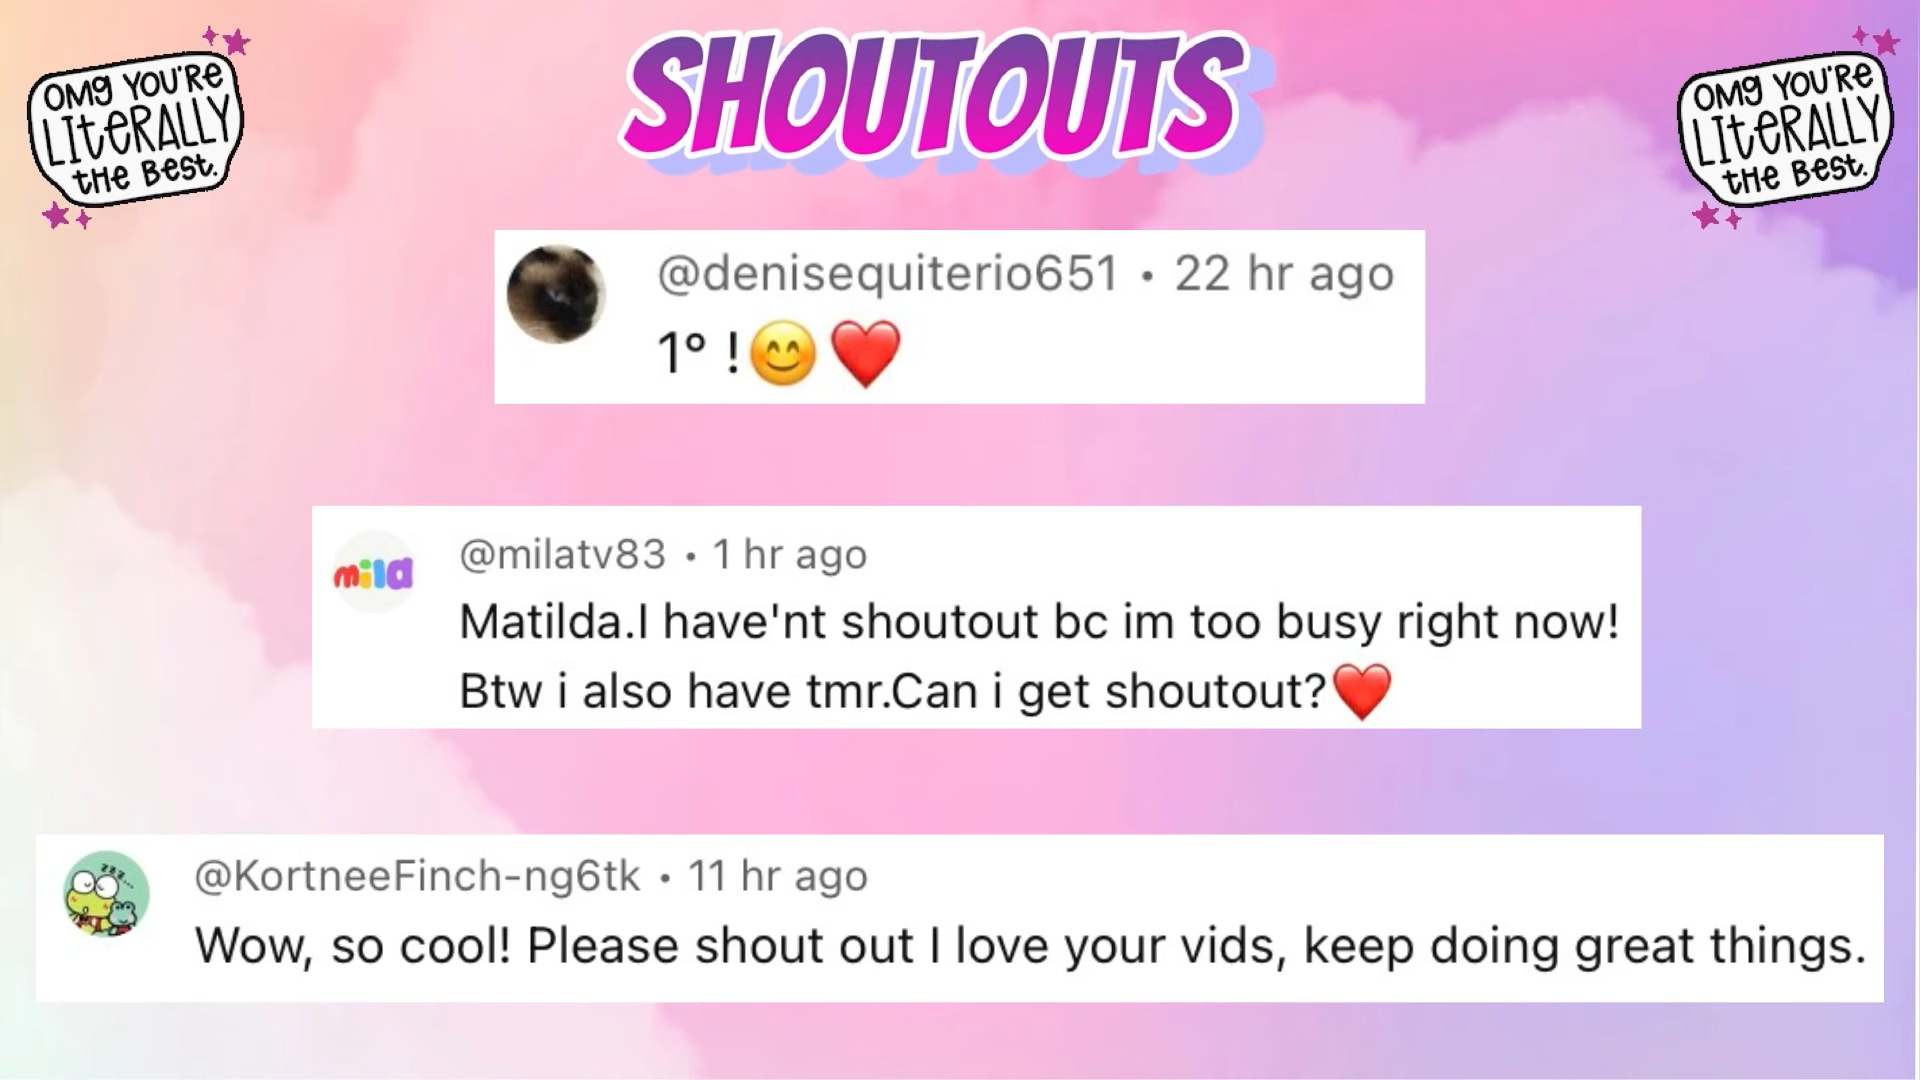 OMg YOU'RE
LITERALLY
tHe Best.
SHOUTOUTS
OMg YOU'RE
LITERALLY
tHe Best.
@denisequiterio651 • 22 hr ago
1° !😊❤️
mila
@milatv83 • 1 hr ago
Matilda.I have'nt shoutout bc im too busy right now!
Btw i also have tmr.Can i get shoutout?❤️
zzz...
@KortneeFinch-ng6tk • 11 hr ago
Wow, so cool! Please shout out I love your vids, keep doing great things.